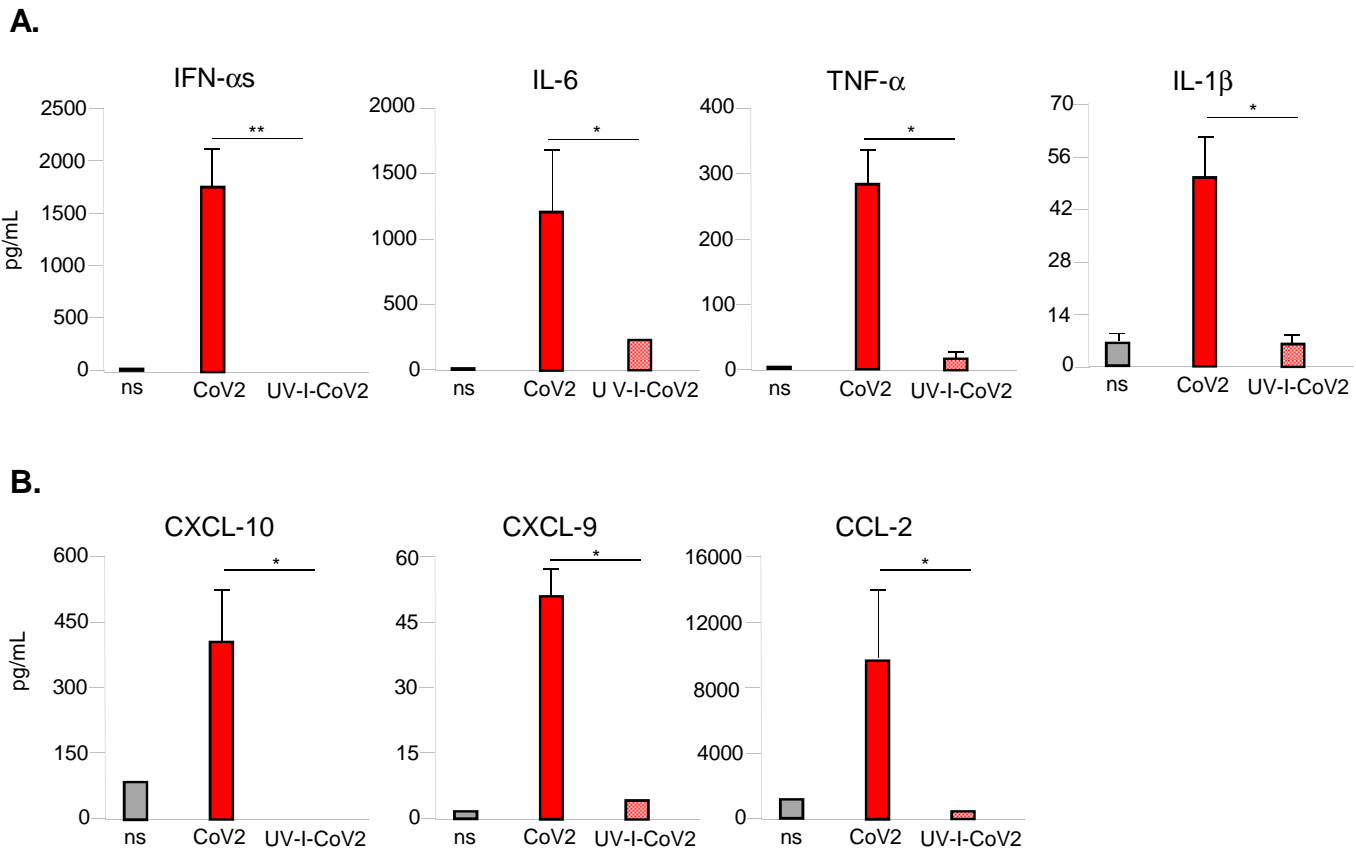 A.
IFN-αs
IL-6
TNF-α
IL-1β
pg/mL
2500
2000
1500
1000
500
0
**
ns CoV2 UV-I-CoV2
2000
1500
1000
500
0
*
ns CoV2 U V-I-CoV2
400
300
200
100
0
*
ns CoV2 UV-I-CoV2
70
56
42
28
14
0
*
ns CoV2 UV-I-CoV2
B.
CXCL-10
CXCL-9
CCL-2
pg/mL
600
450
300
150
0
*
ns CoV2 UV-I-CoV2
60
45
30
15
0
*
ns CoV2 UV-I-CoV2
16000
12000
8000
4000
0
*
ns CoV2 UV-I-CoV2